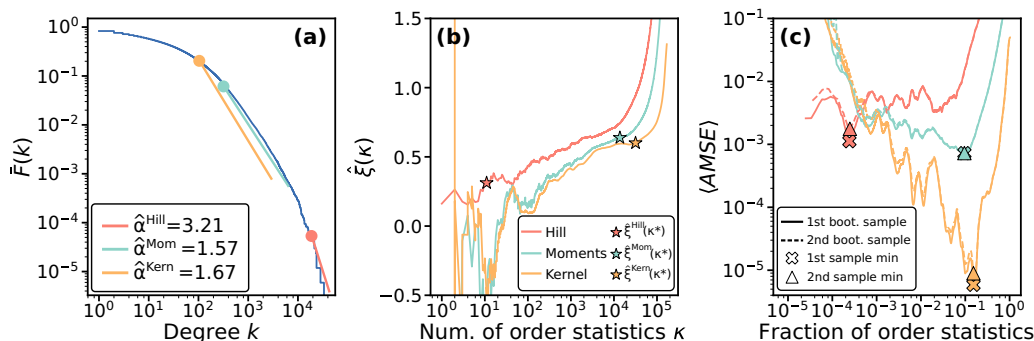 (a)
10⁰
10⁻¹
10⁻²
10⁻³
10⁻⁴
10⁻⁵
F̄(k)
α̂ᴴⁱˡˡ=3.21
α̂ᴹᵒᵐ=1.57
α̂ᴷᵉʳⁿ=1.67
10⁰ 10¹ 10² 10³ 10⁴
Degree k
(b)
1.5
1.0
0.5
0.0
−0.5
ξ̂(κ)
Hill ξ̂ᴴⁱˡˡ(κ*)
Moments ξ̂ᴹᵒᵐ(κ*)
Kernel ξ̂ᴷᵉʳⁿ(κ*)
10⁰ 10¹ 10² 10³ 10⁴ 10⁵
Num. of order statistics κ
(c)
10⁻¹
10⁻²
10⁻³
10⁻⁴
10⁻⁵
⟨AMSE⟩
1st boot. sample
2nd boot. sample
1st sample min
2nd sample min
10⁻⁵ 10⁻⁴ 10⁻³ 10⁻² 10⁻¹ 10⁰
Fraction of order statistics